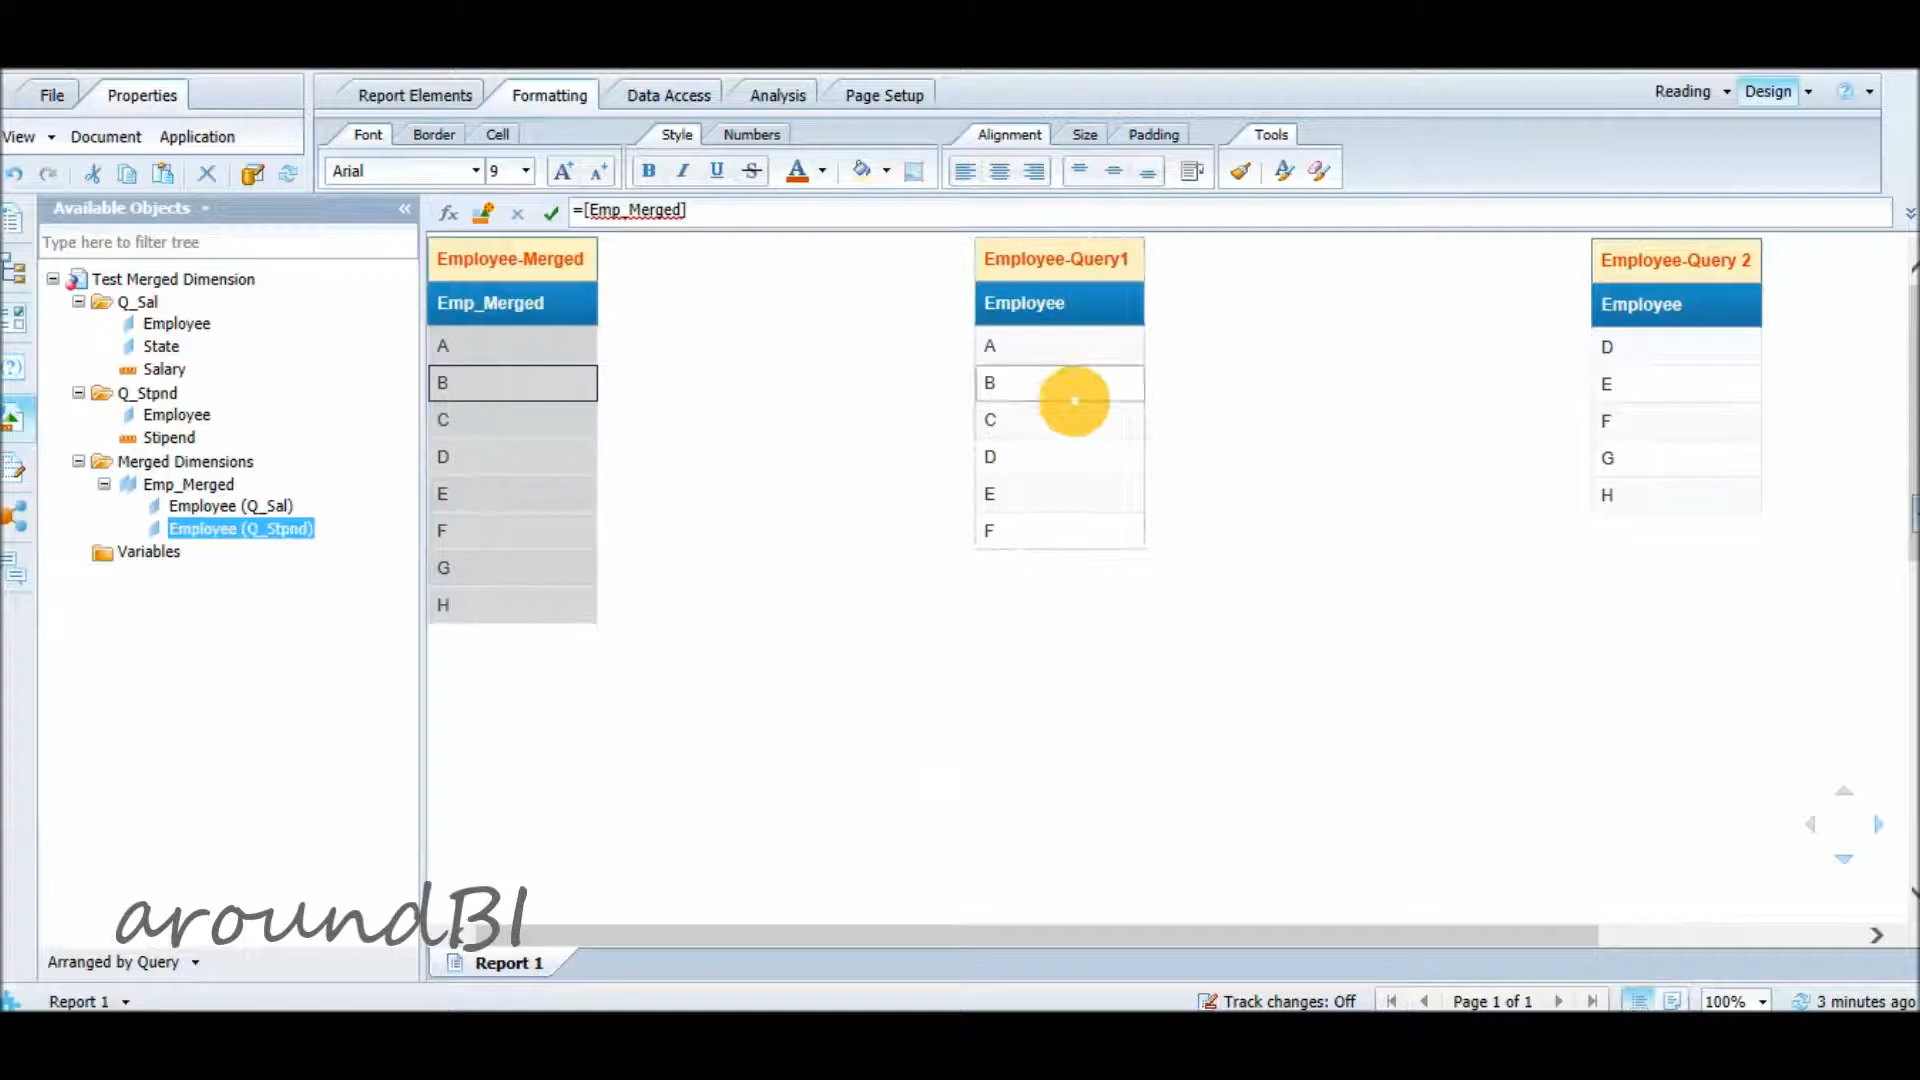 File Properties Report Elements Formatting Data Access Analysis Page Setup Reading Design
View Document Application Font Border Cell Style Numbers Alignment Size Padding Tools
Arial 9 B I U S A
Available Objects
=[Emp_Merged]
Type here to filter tree
Test Merged Dimension
Q_Sal
Employee
State
Salary
Q_Stpnd
Employee
Stipend
Merged Dimensions
Emp_Merged
Employee (Q_Sal)
Employee (Q_Stpnd)
Variables
Employee-Merged
Emp_Merged
A
B
C
D
E
F
G
H
Employee-Query1
Employee
A
B
C
D
E
F
Employee-Query 2
Employee
D
E
F
G
H
aroundBI
Arranged by Query
Report 1
Report 1 Track changes: Off Page 1 of 1 100% 3 minutes ago